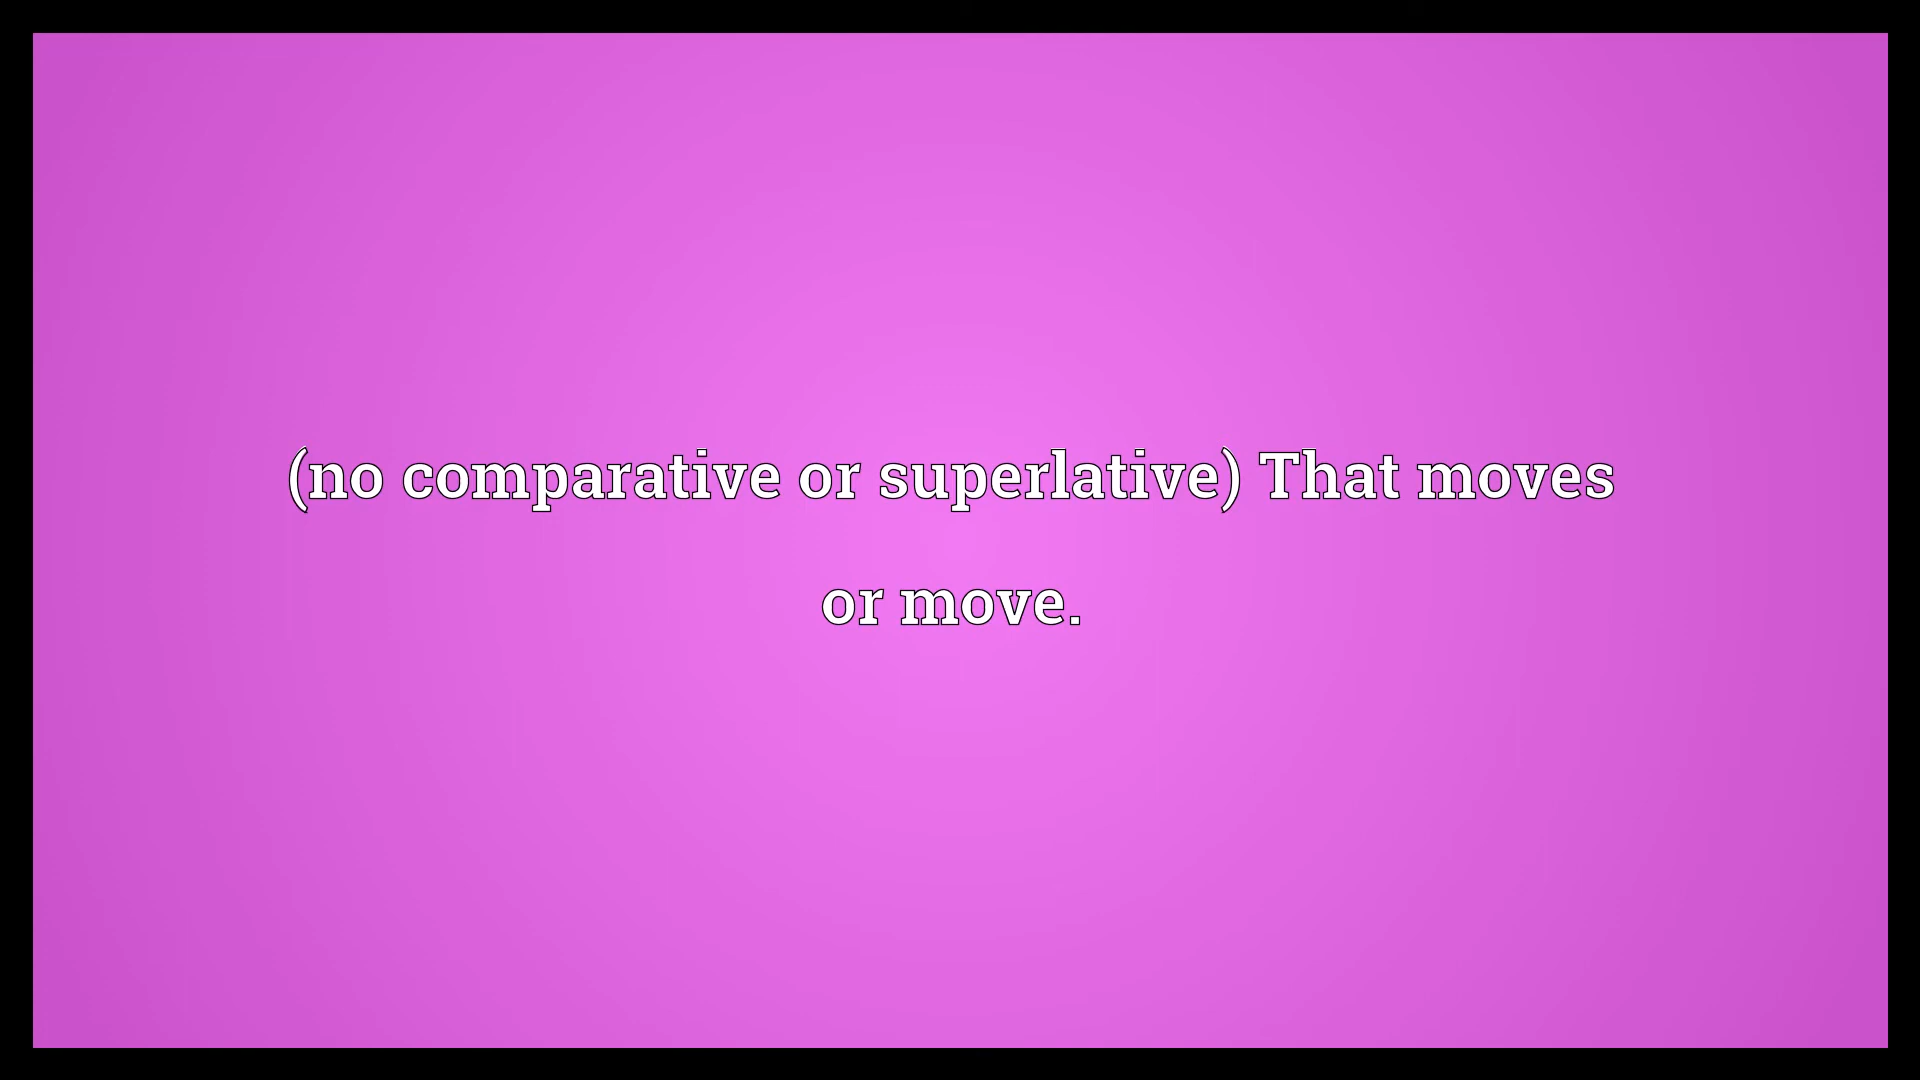 (no comparative or superlative) That moves
or move.